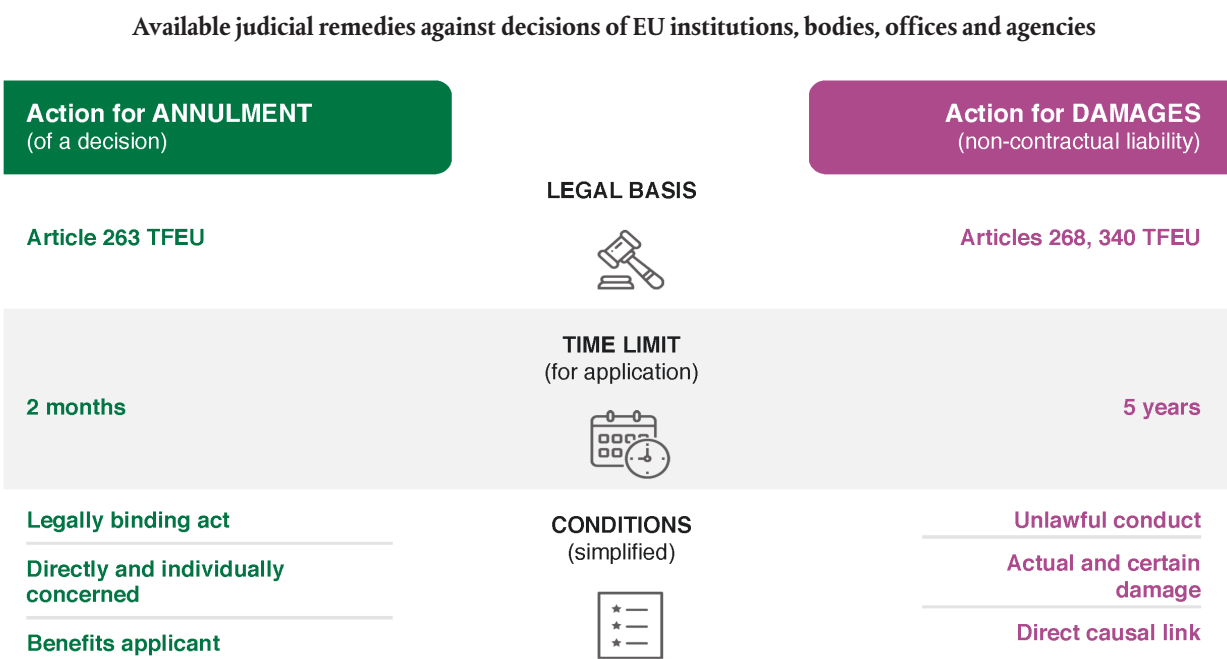 Available judicial remedies against decisions of EU institutions, bodies, offices and agencies
Action for ANNULMENT
(of a decision)
Action for DAMAGES
(non-contractual liability)
LEGAL BASIS
Article 263 TFEU
Articles 268, 340 TFEU
TIME LIMIT
(for application)
2 months
5 years
CONDITIONS
(simplified)
Legally binding act
Directly and individually
concerned
Benefits applicant
Unlawful conduct
Actual and certain
damage
Direct causal link